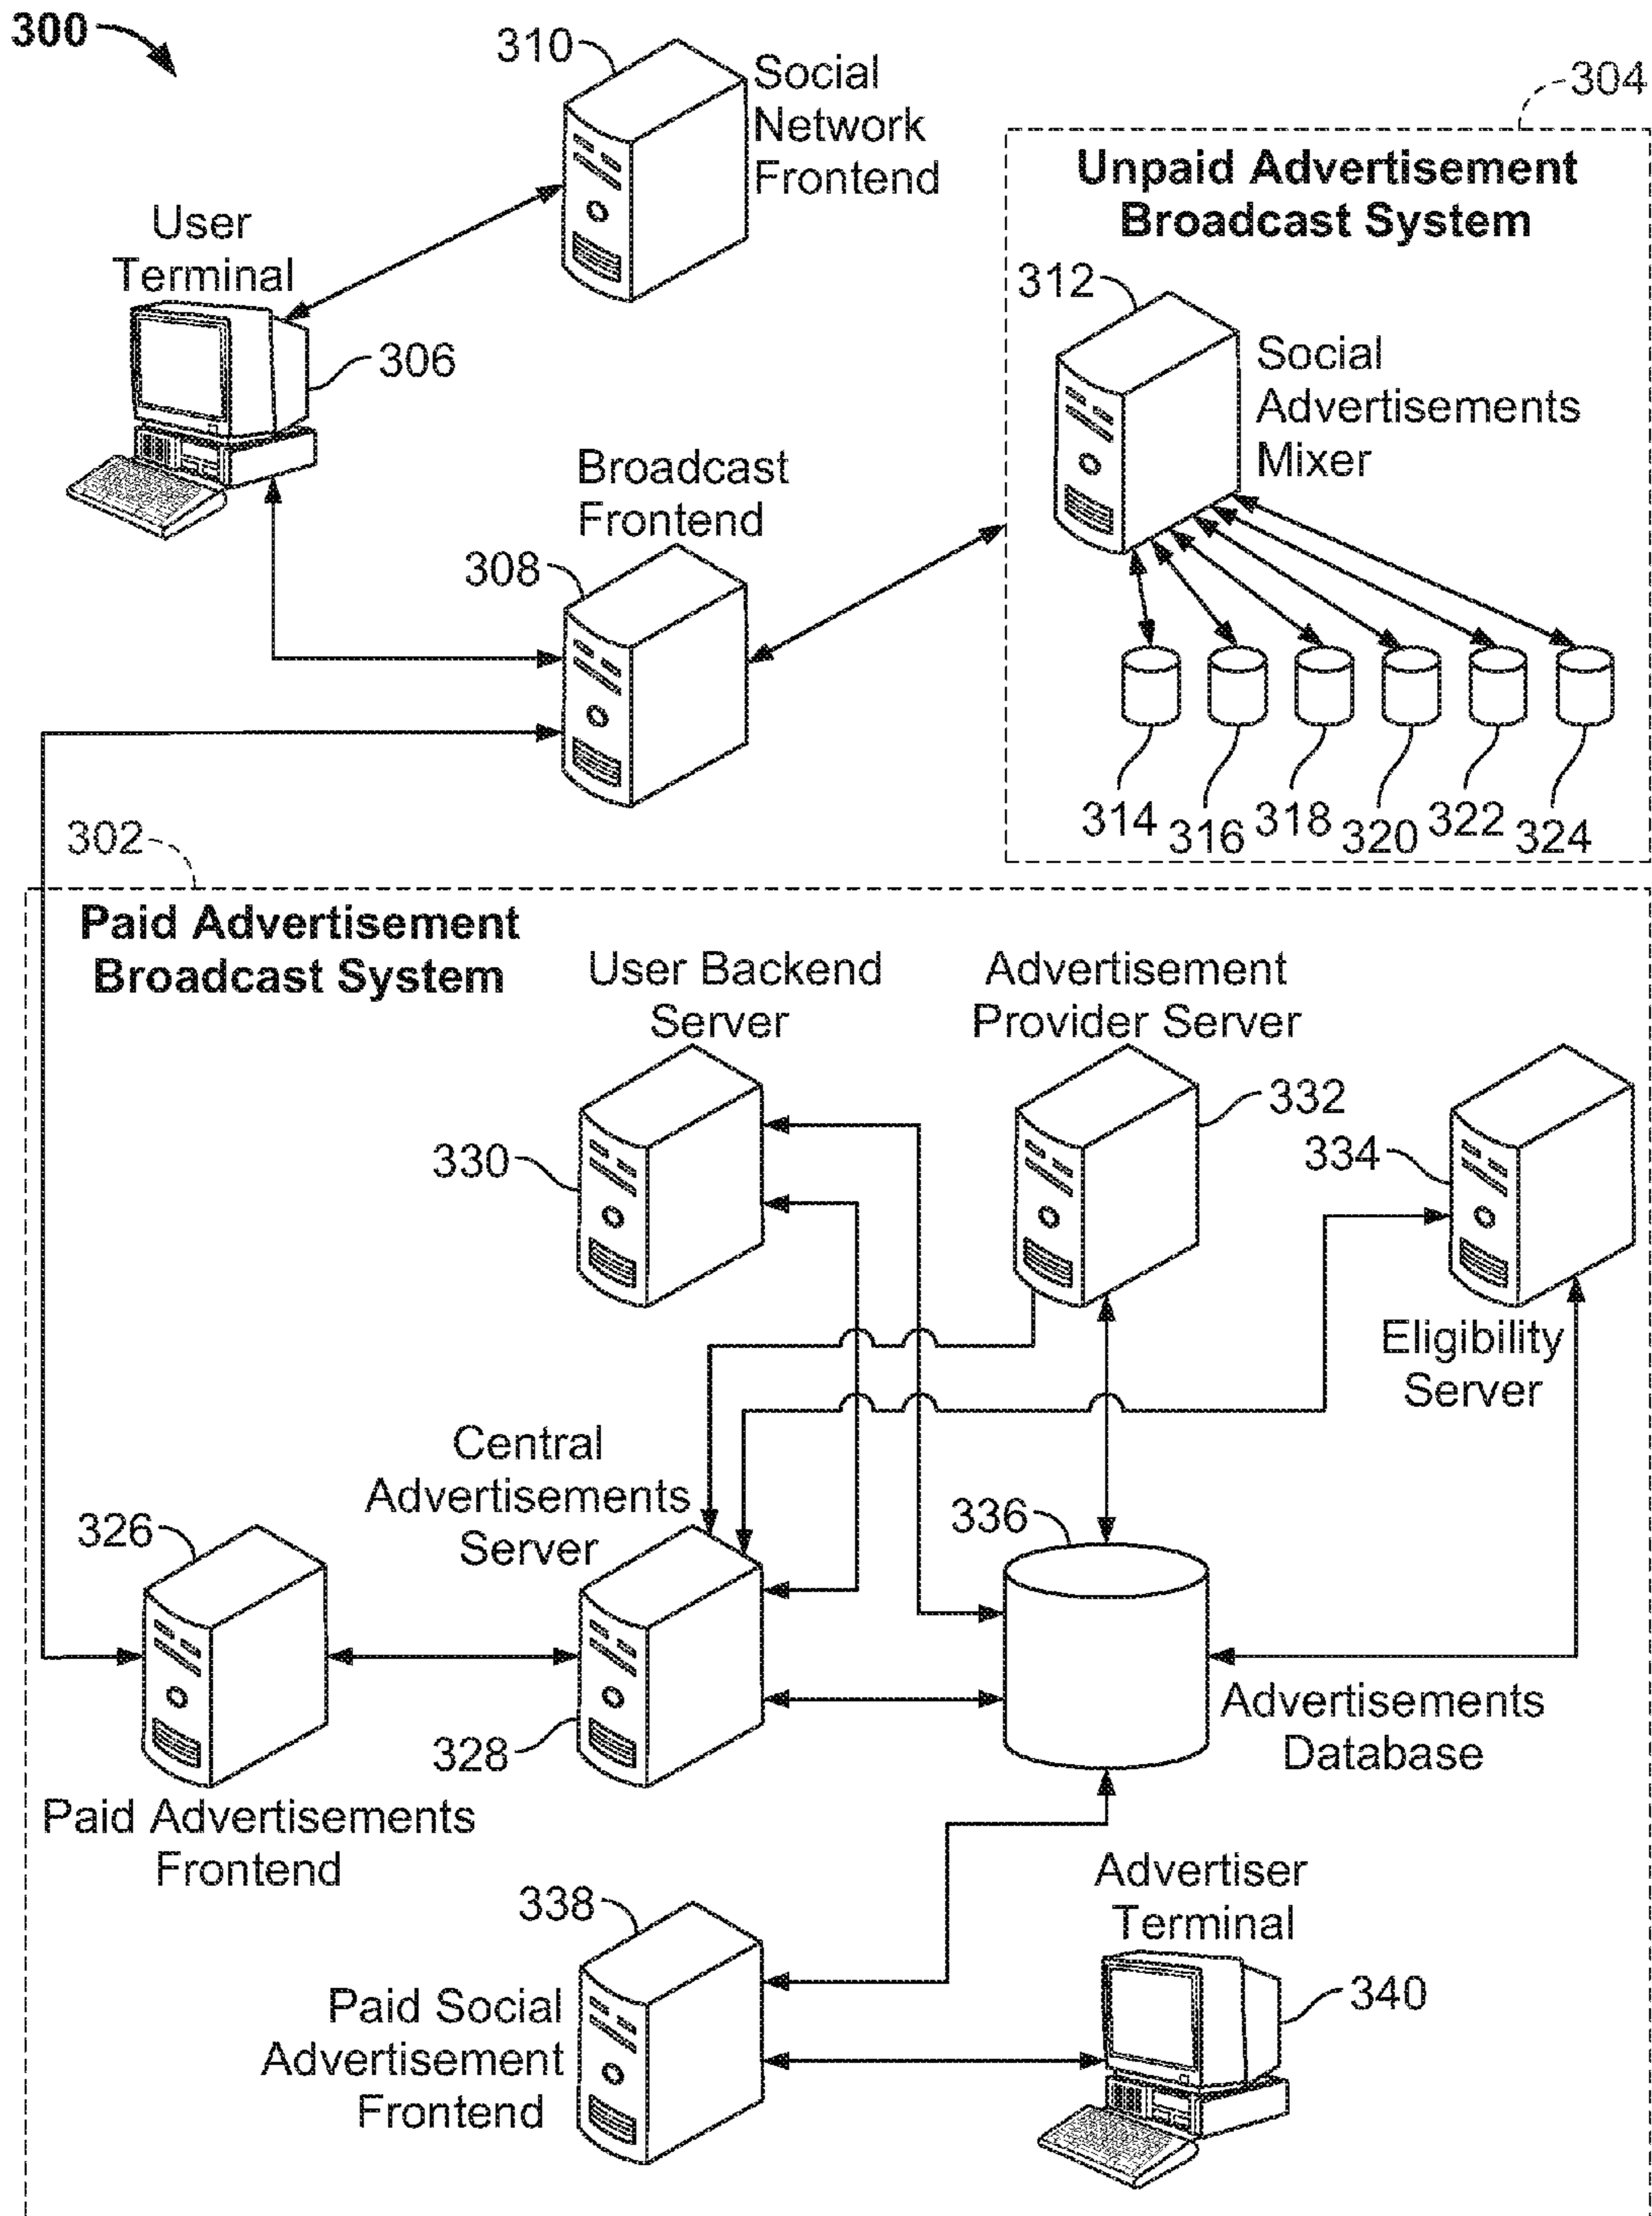 300
310
Social
Network
Frontend
304
Unpaid Advertisement
Broadcast System
User
Terminal
306
312
Social
Advertisements
Mixer
Broadcast
Frontend
308
314 316 318 320 322 324
302
Paid Advertisement
Broadcast System
User Backend
Server
330
Advertisement
Provider Server
332
334
Eligibility
Server
Central
Advertisements
Server
326
328
336
Advertisements
Database
Paid Advertisements
Frontend
338
Paid Social
Advertisement
Frontend
Advertiser
Terminal
340